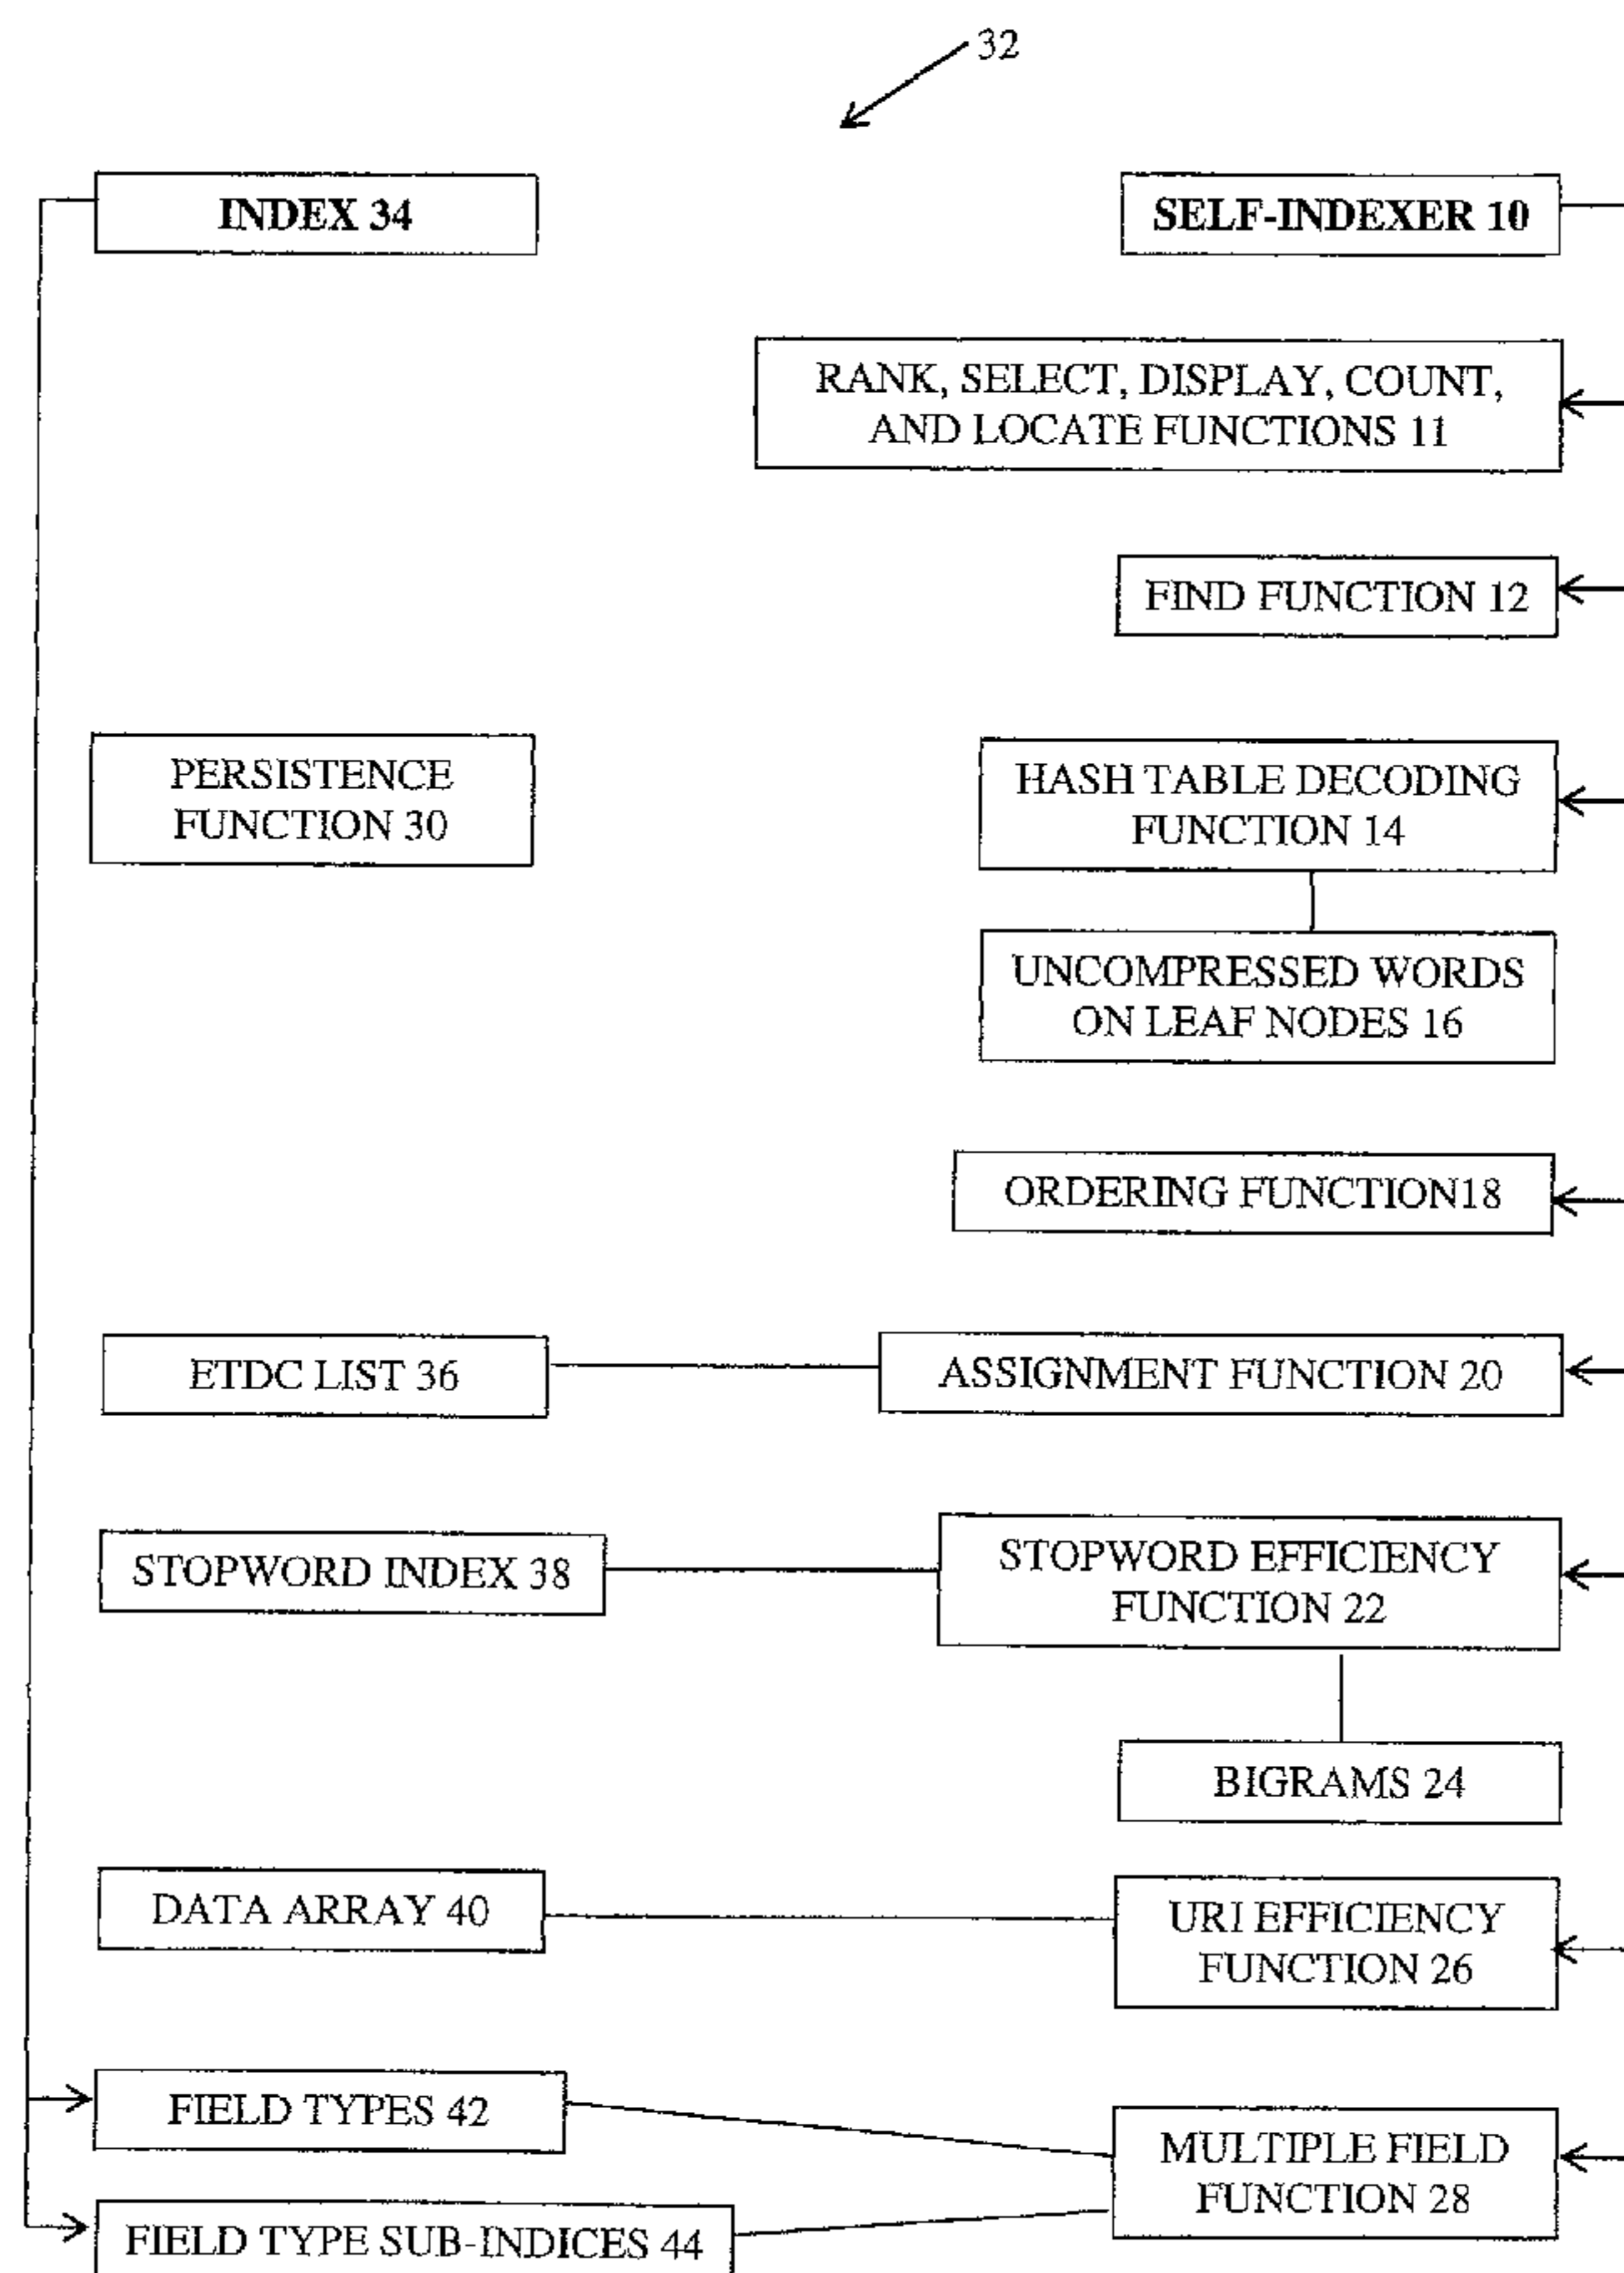 32
INDEX 34
SELF-INDEXER 10
RANK, SELECT, DISPLAY, COUNT,
AND LOCATE FUNCTIONS 11
FIND FUNCTION 12
PERSISTENCE
FUNCTION 30
HASH TABLE DECODING
FUNCTION 14
UNCOMPRESSED WORDS
ON LEAF NODES 16
ORDERING FUNCTION18
ETDC LIST 36
ASSIGNMENT FUNCTION 20
STOPWORD INDEX 38
STOPWORD EFFICIENCY
FUNCTION 22
BIGRAMS 24
DATA ARRAY 40
URI EFFICIENCY
FUNCTION 26
FIELD TYPES 42
MULTIPLE FIELD
FUNCTION 28
FIELD TYPE SUB-INDICES 44